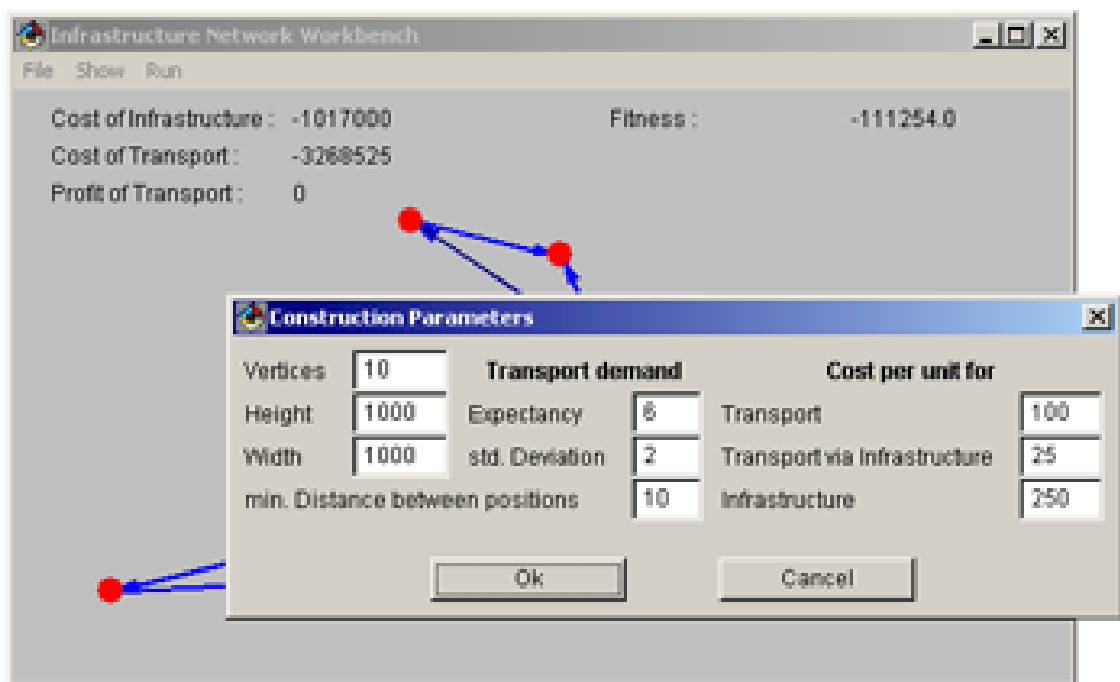 Infrastructure Network Workbench
File Show Run
Cost of Infrastructure : -1017000 Fitness : -111254.0
Cost of Transport : -3268525
Profit of Transport : 0
Construction Parameters
Vertices 10 Transport demand Cost per unit for
Height 1000 Expectancy 6 Transport 100
Width 1000 std. Deviation 2 Transport via Infrastructure 25
min. Distance between positions 10 Infrastructure 250
Ok Cancel